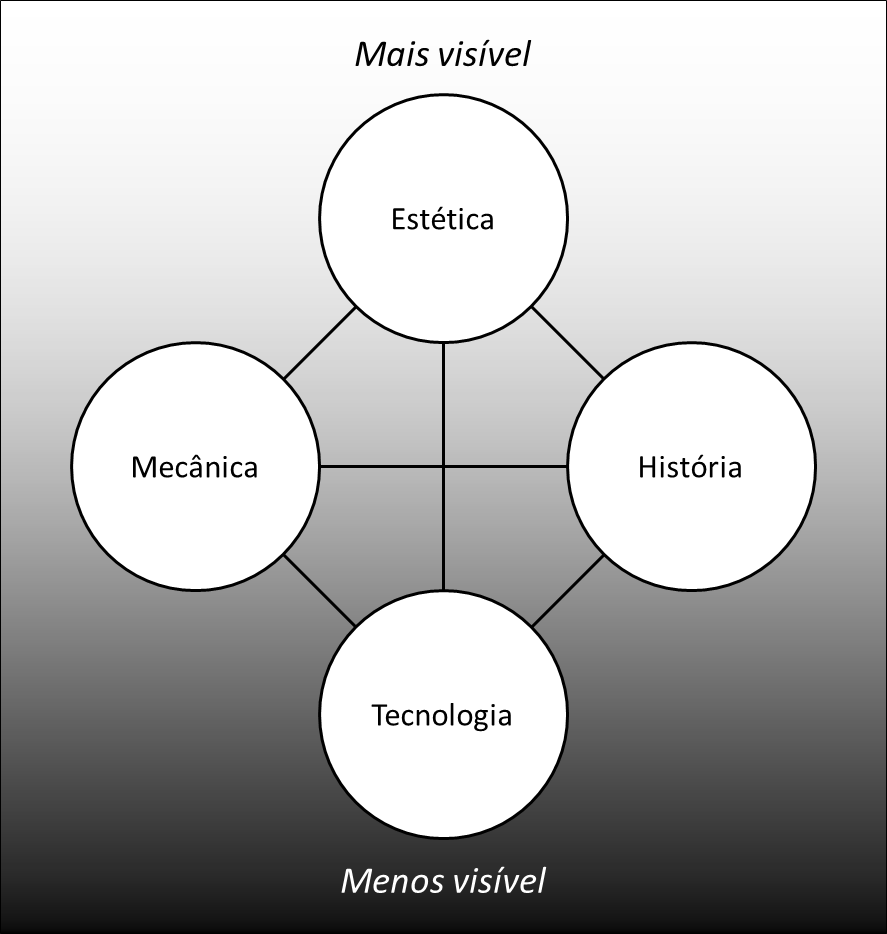 Mais visível
Estética
Mecânica
História
Tecnologia
Menos visível